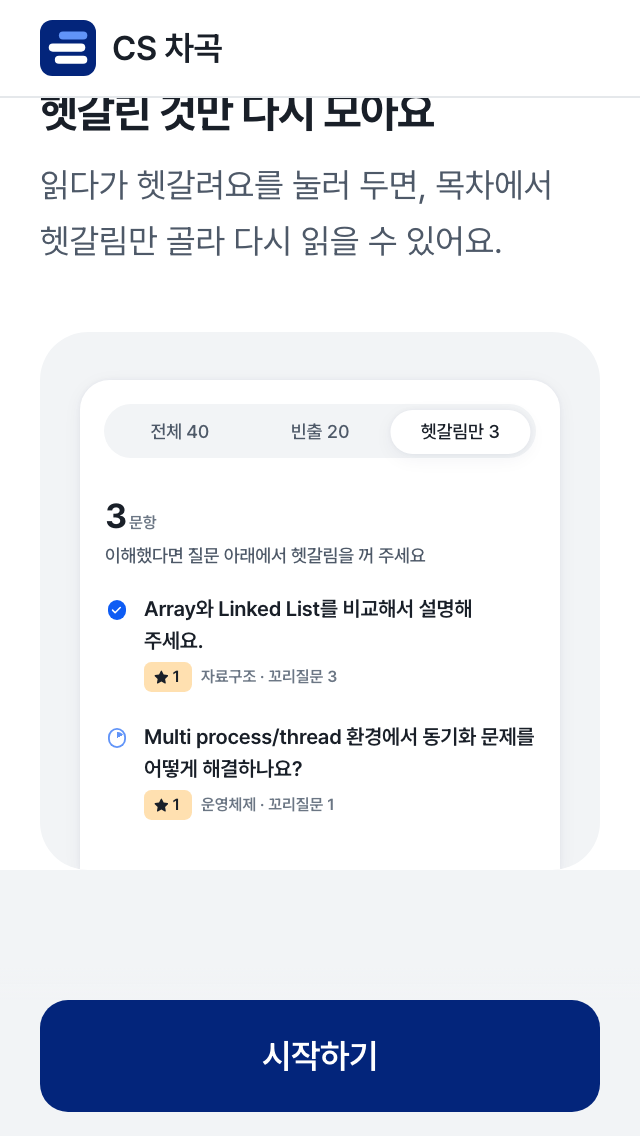 CS 차곡
헷갈린 것만 다시 모아요
읽다가 헷갈려요를 눌러 두면, 목차에서
헷갈림만 골라 다시 읽을 수 있어요.
전체 40 빈출 20 헷갈림만 3
3문항
이해했다면 질문 아래에서 헷갈림을 꺼 주세요
Array와 Linked List를 비교해서 설명해
주세요.
★ 1 자료구조 · 꼬리질문 3
Multi process/thread 환경에서 동기화 문제를
어떻게 해결하나요?
★ 1 운영체제 · 꼬리질문 1
시작하기